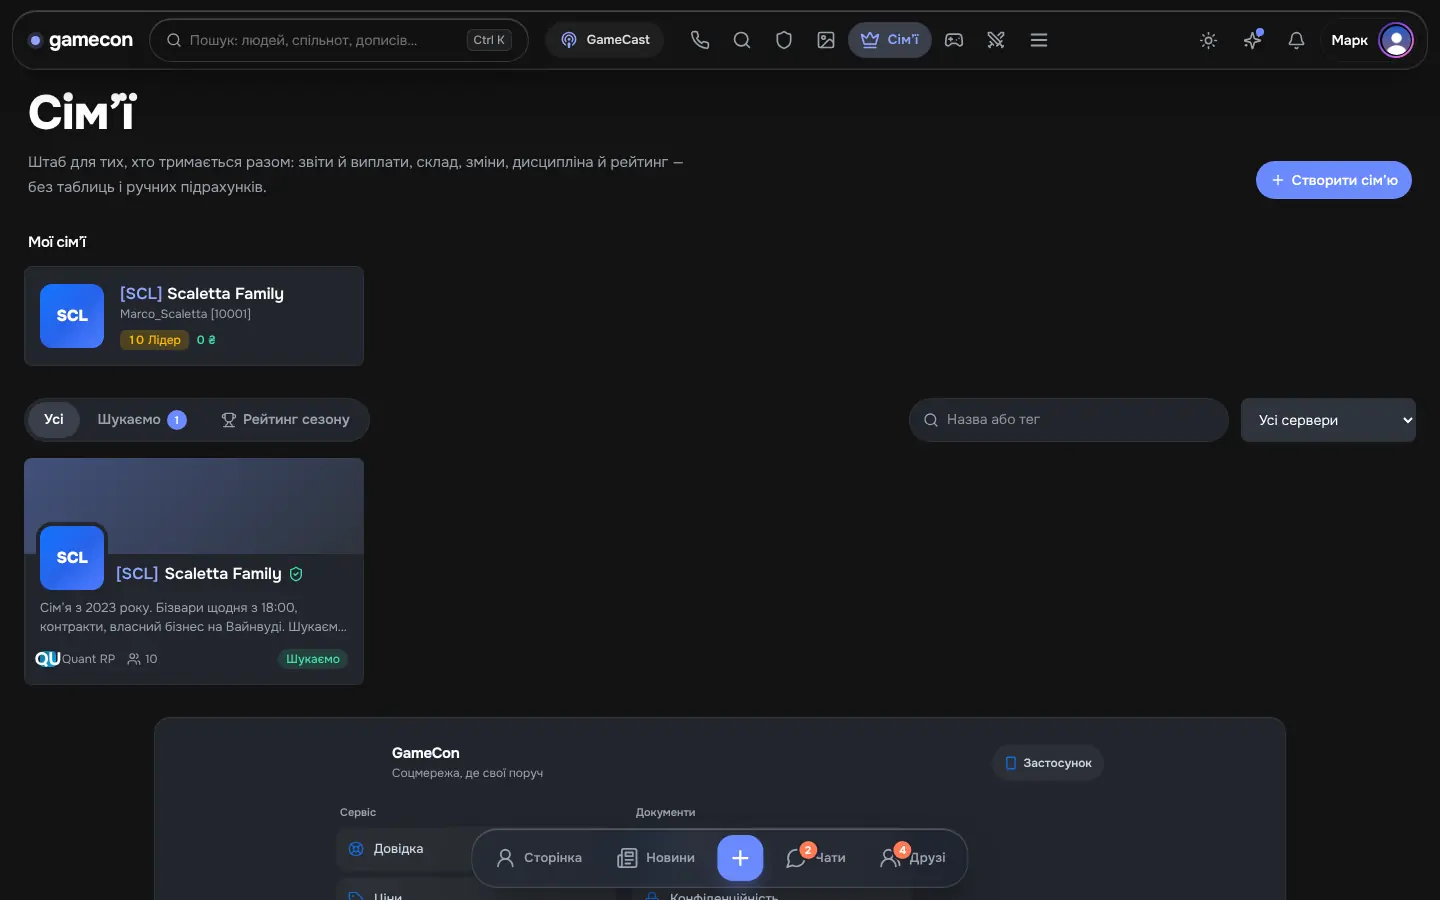 gamecon
Пошук: людей, спільнот, дописів...
Ctrl K
GameCast
Сім'ї
Марк
Сім'ї
Штаб для тих, хто тримається разом: звіти й виплати, склад, зміни, дисципліна й рейтинг —
без таблиць і ручних підрахунків.
+ Створити сім'ю
Мої сім'ї
SCL
[SCL] Scaletta Family
Marco_Scaletta [10001]
10 Лідер
0 ₴
Усі
Шукаємо 1
Рейтинг сезону
Назва або тег
Усі сервери
SCL
[SCL] Scaletta Family
Сім'я з 2023 року. Бізвари щодня з 18:00,
контракти, власний бізнес на Вайнвуді. Шукаєм...
QU
Quant RP
10
Шукаємо
GameCon
Соцмережа, де свої поруч
Застосунок
Сервіс
Документи
Довідка
Сторінка
Новини
+
2
Чати
4
Друзі
Ціни
Конфіденційність